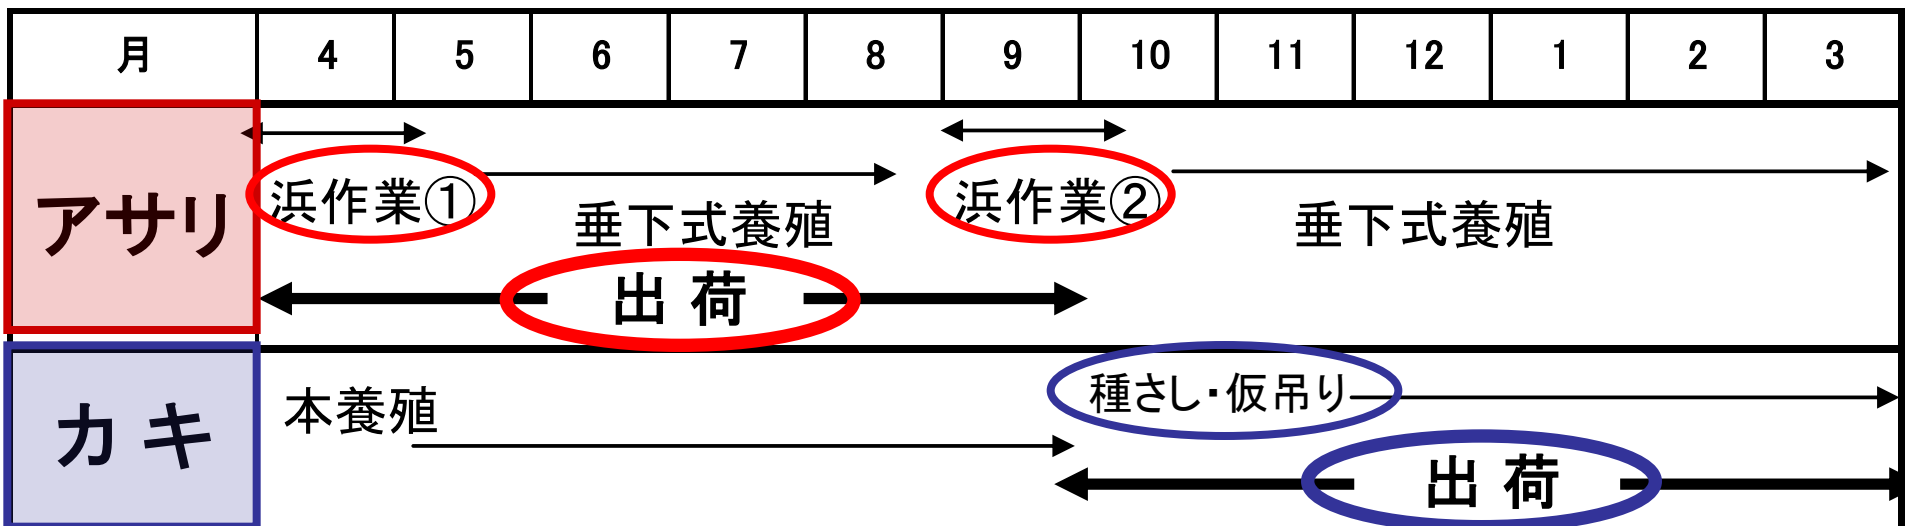 月 4 5 6 7 8 9 10 11 12 1 2 3
アサリ
浜作業①
垂下式養殖
浜作業②
垂下式養殖
出 荷
カキ
本養殖
種さし・仮吊り
出 荷